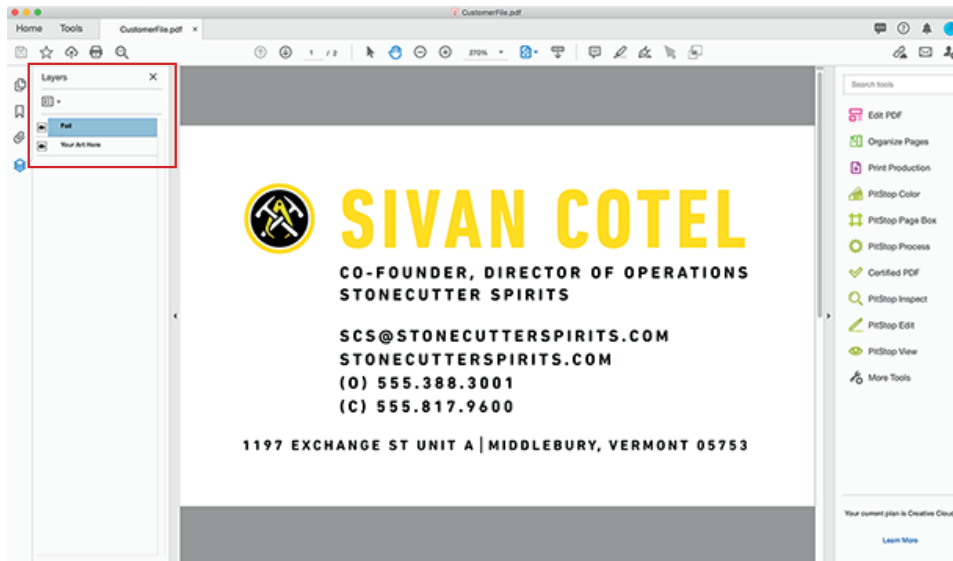 CustomerFile.pdf
Home Tools CustomerFile.pdf ×
1 / 2 270%
Layers
Foil
Your Art Here
SIVAN COTEL
CO-FOUNDER, DIRECTOR OF OPERATIONS
STONECUTTER SPIRITS
SCS@STONECUTTERSPIRITS.COM
STONECUTTERSPIRITS.COM
(O) 555.388.3001
(C) 555.817.9600
1197 EXCHANGE ST UNIT A|MIDDLEBURY, VERMONT 05753
Search tools
Edit PDF
Organize Pages
Print Production
PitStop Color
PitStop Page Box
PitStop Process
Certified PDF
PitStop Inspect
PitStop Edit
PitStop View
More Tools
Your current plan is Creative Cloud
Learn More